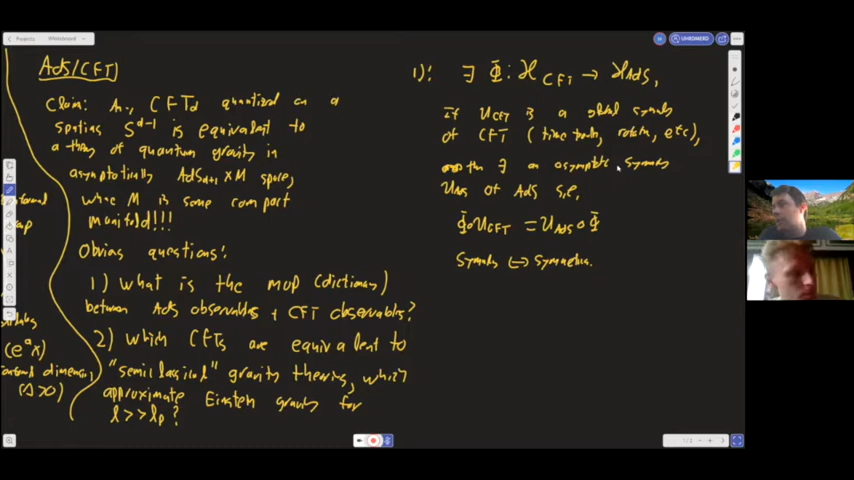 AdS/CFT
Claim: Any CFTd quantized on a
spatial S^{d-1} is equivalent to
a theory of quantum gravity in
asymptotically AdS_{d+1} × M space,
where M is some compact
manifold!!!
Obvious questions:
1) What is the map (dictionary)
between AdS observables + CFT observables?
2) which CFTs are equivalent to
"semiclassical" gravity theories, which
approximate Einstein gravity for
l >> lp?
(e^a x)
dimension
(Δ>0)
1): ∃ Φ: H_CFT → H_AdS,
If U_CFT is a global symm
of CFT (time trans, rotation, etc),
then ∃ an asymptotic symmetry
U_AdS of AdS s.t.
Φ∘U_CFT = U_AdS∘Φ
Symmetries ↔ Symmetries.